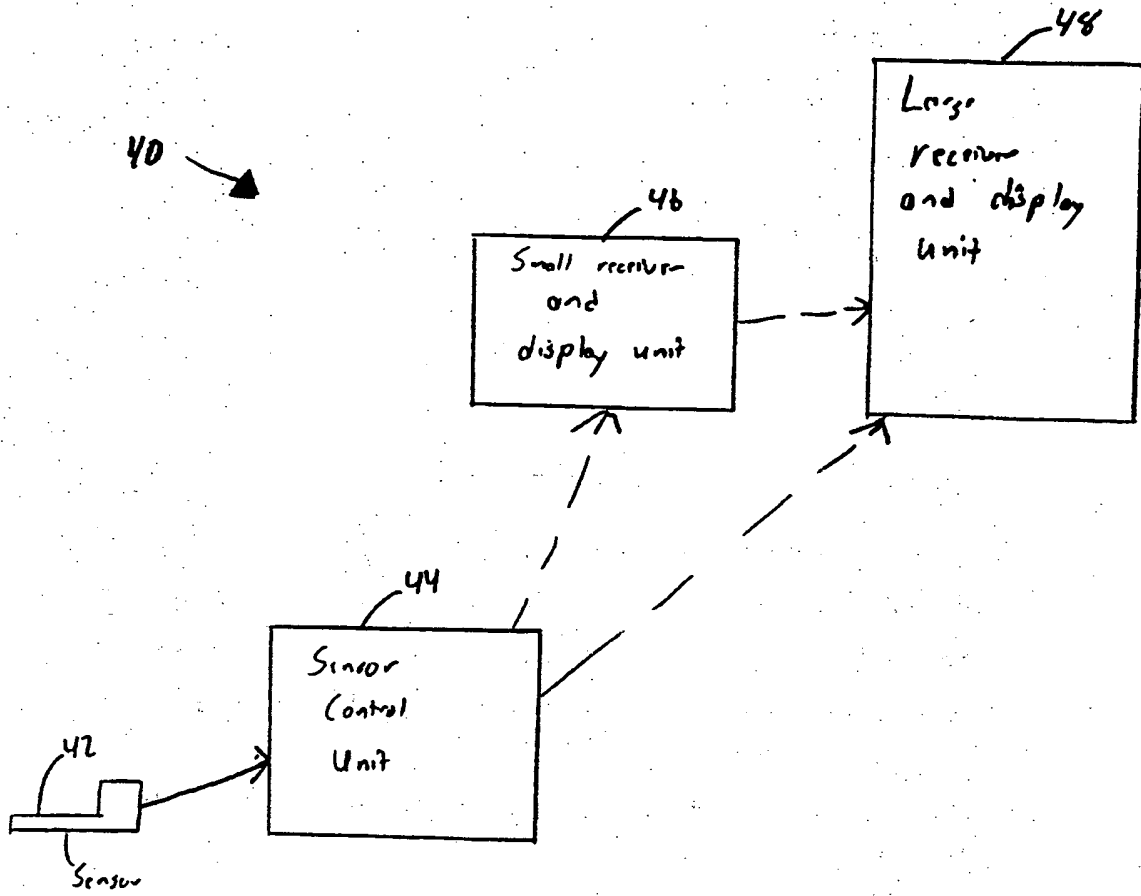 48
Large
receiver
and display
unit
40
46
Small receiver
and
display unit
44
Sensor
Control
Unit
42
Sensor